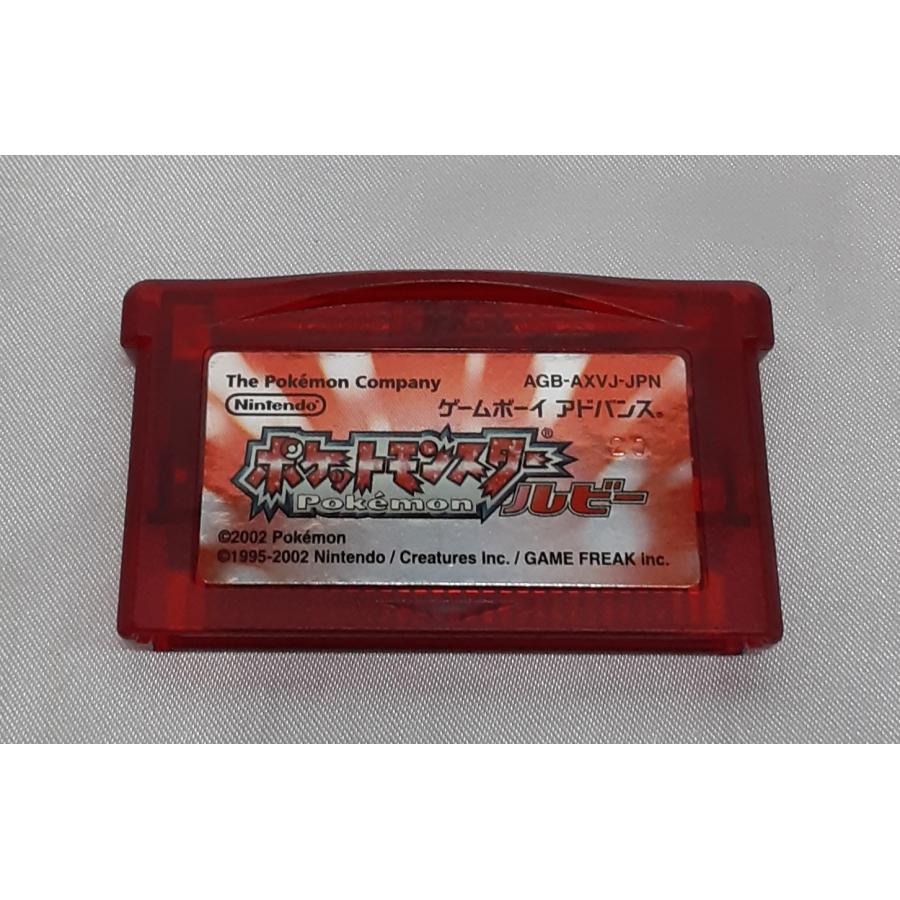 The Pokémon Company AGB-AXVJ-JPN
Nintendo® ゲームボーイ アドバンス®
ポケットモンスター®
Pokémon ルビー
©2002 Pokémon
©1995-2002 Nintendo / Creatures inc. / GAME FREAK inc.